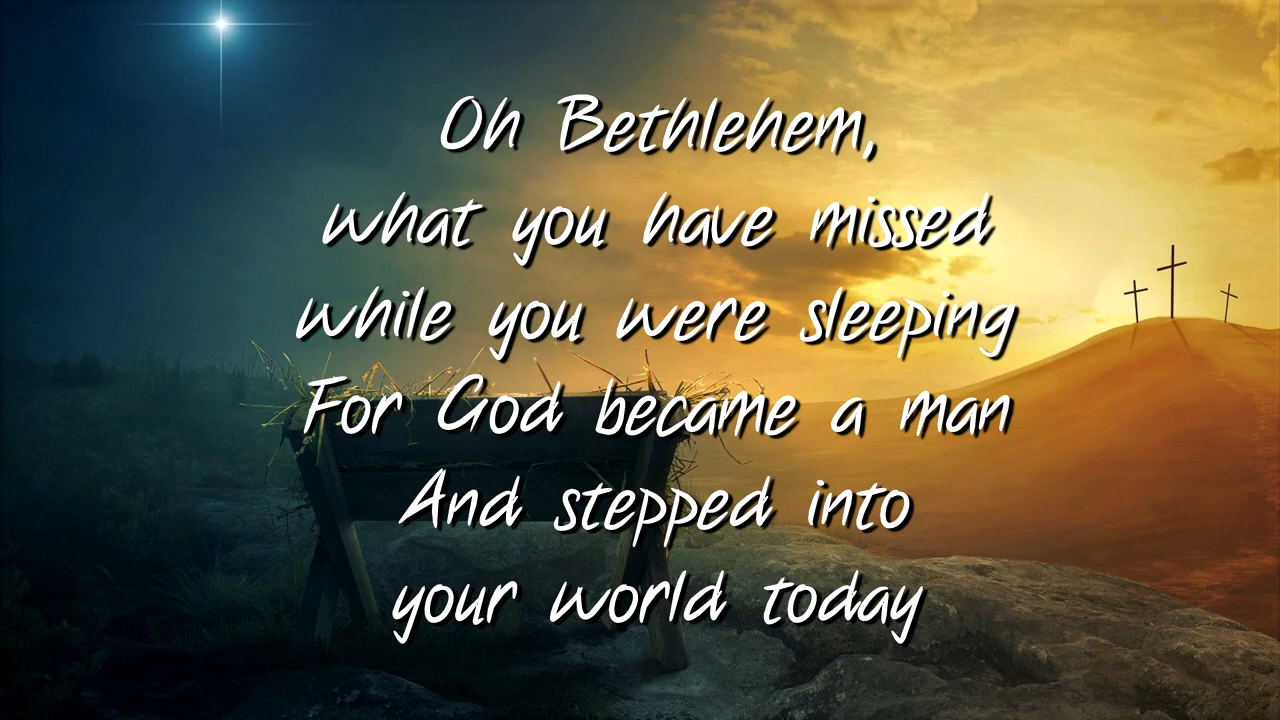 Oh Bethlehem,
what you have missed
while you were sleeping
For God became a man
And stepped into
your world today